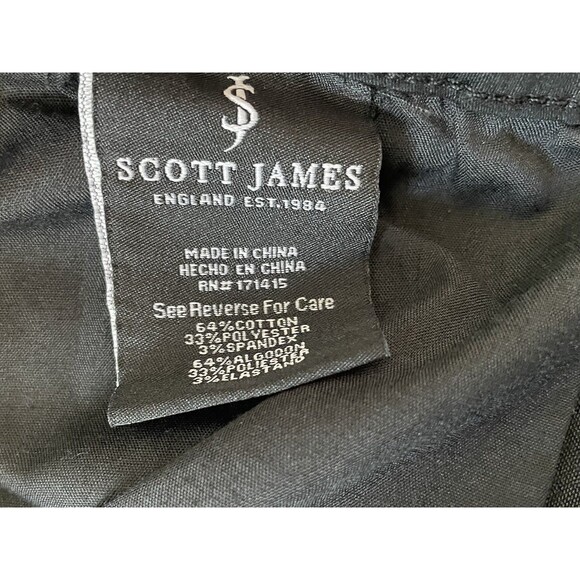 SJ
SCOTT JAMES
ENGLAND EST.1984
MADE IN CHINA
HECHO EN CHINA
RN# 171415
See Reverse For Care
64%COTTON
33%POLYESTER
3%SPANDEX
64%ALGODON
33%POLIESTER
3%ELASTANO